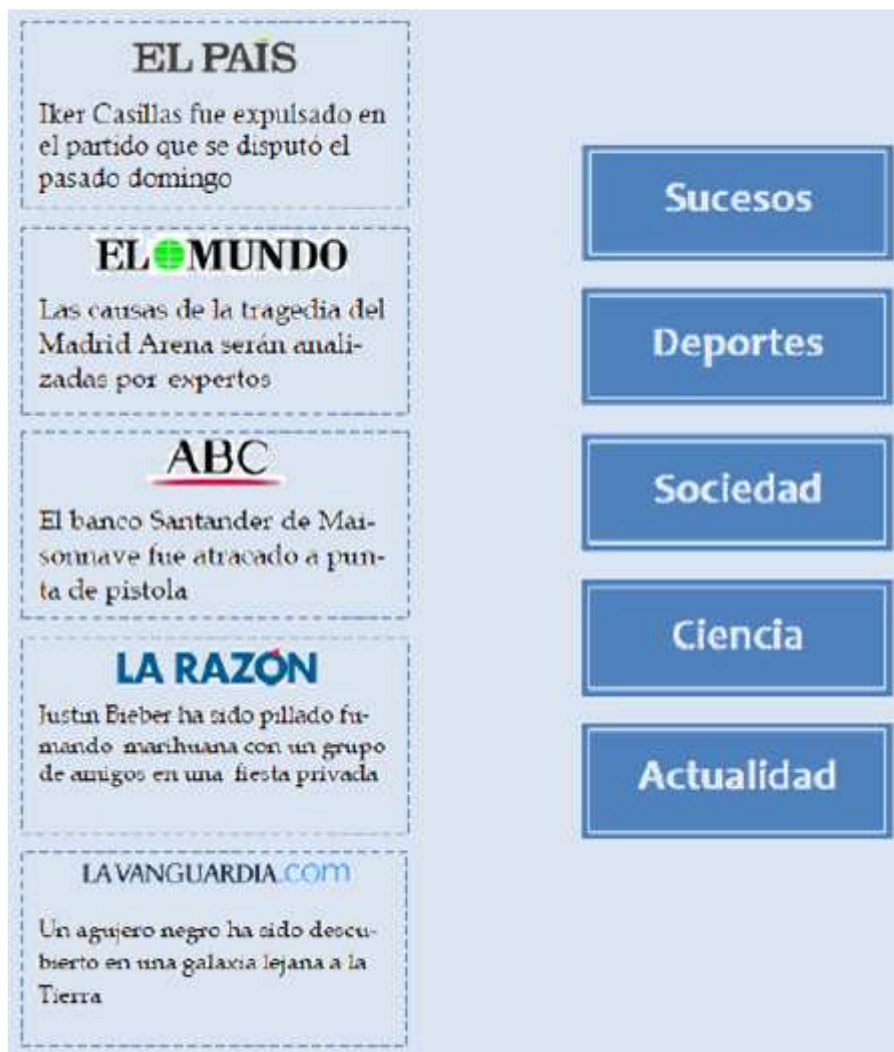 EL PAÍS
Iker Casillas fue expulsado en
el partido que se disputó el
pasado domingo
EL MUNDO
Las causas de la tragedia del
Madrid Arena serán anali-
zadas por expertos
ABC
El banco Santander de Mai-
sonnave fue atracado a pun-
ta de pistola
LA RAZÓN
Justin Bieber ha sido pillado fu-
mando marihuana con un grupo
de amigos en una fiesta privada
LAVANGUARDIA.com
Un agujero negro ha sido descu-
bierto en una galaxia lejana a la
Tierra
Sucesos
Deportes
Sociedad
Ciencia
Actualidad